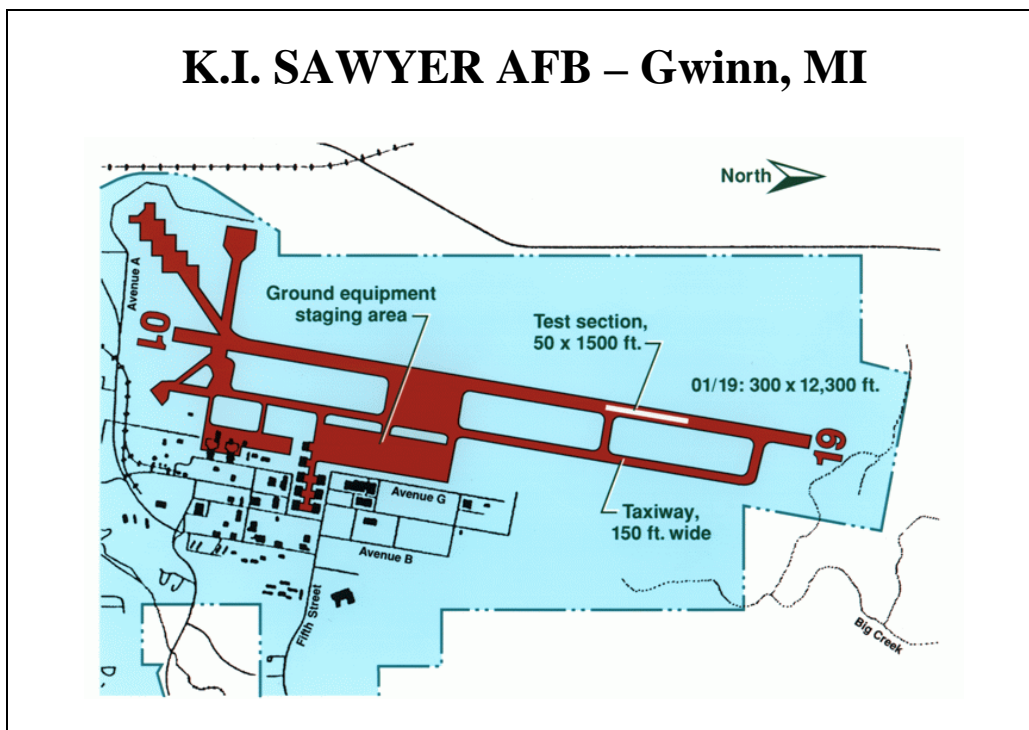 K.I. SAWYER AFB – Gwinn, MI
North
Avenue A
01
Ground equipment
staging area
Test section,
50 x 1500 ft.
01/19: 300 x 12,300 ft.
19
Avenue G
Taxiway,
150 ft. wide
Avenue B
Fifth Street
Big Creek